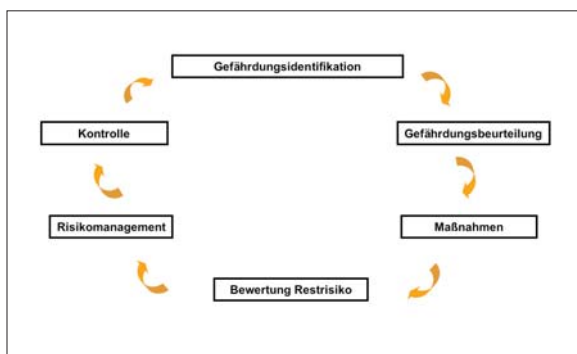 Gefährdungsidentifikation
Gefährdungsbeurteilung
Maßnahmen
Bewertung Restrisiko
Risikomanagement
Kontrolle